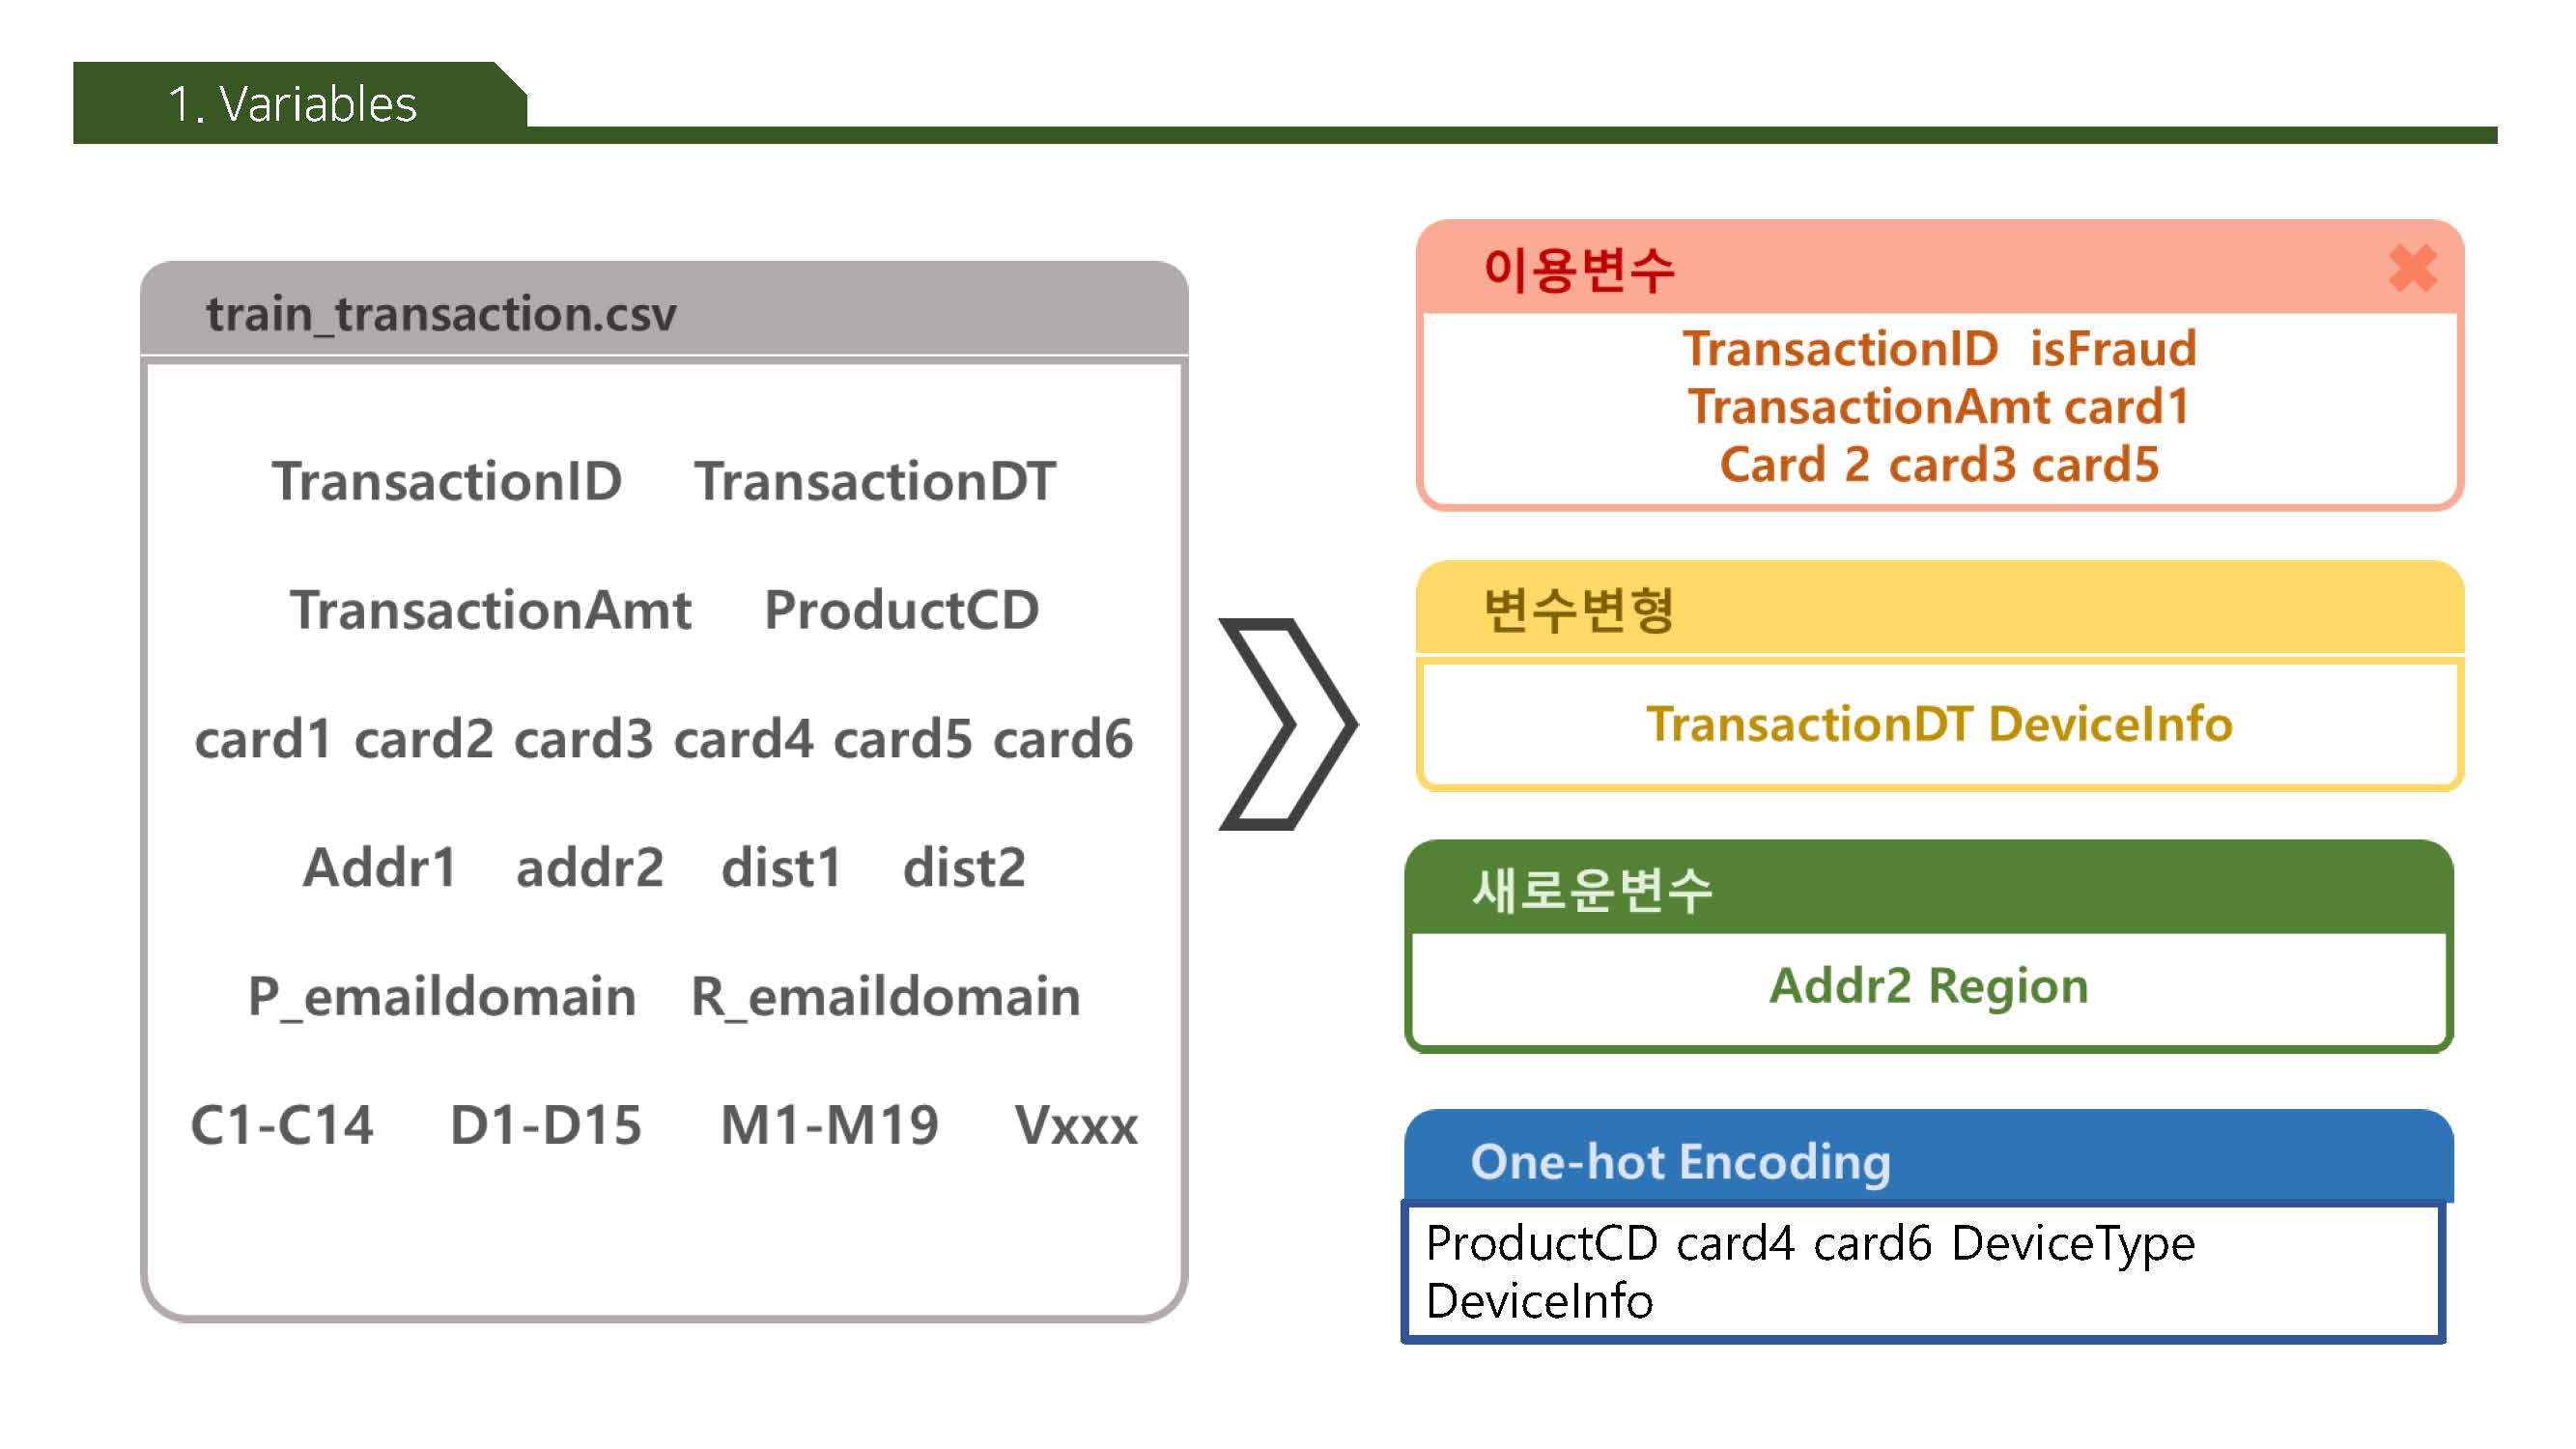 1. Variables
train_transaction.csv
TransactionID TransactionDT
TransactionAmt ProductCD
card1 card2 card3 card4 card5 card6
Addr1 addr2 dist1 dist2
P_emaildomain R_emaildomain
C1-C14 D1-D15 M1-M19 Vxxx
이용변수
TransactionID isFraud
TransactionAmt card1
Card 2 card3 card5
변수변형
TransactionDT DeviceInfo
새로운변수
Addr2 Region
One-hot Encoding
ProductCD card4 card6 DeviceType
DeviceInfo